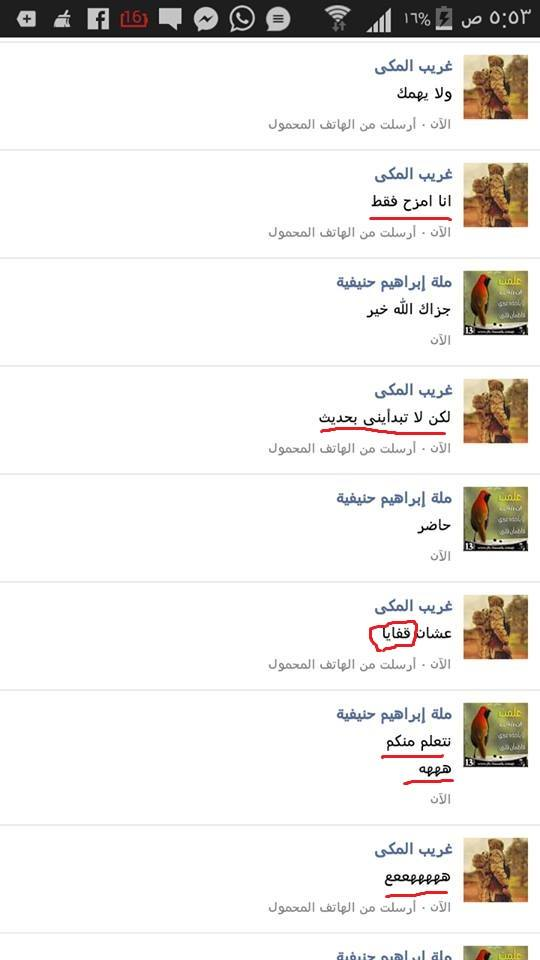 ١٦% ٥:٥٣ ص
16
غريب المكى
ولا يهمك
الآن · أرسلت من الهاتف المحمول
غريب المكى
انا امزح فقط
الآن · أرسلت من الهاتف المحمول
ملة إبراهيم حنيفية
جزاك الله خير
الآن
غريب المكى
لكن لا تبدأينى بحديث
الآن · أرسلت من الهاتف المحمول
ملة إبراهيم حنيفية
حاضر
الآن
غريب المكى
عشان قفايا
الآن · أرسلت من الهاتف المحمول
ملة إبراهيم حنيفية
نتعلم منكم
هههه
الآن
غريب المكى
هههههههععع
الآن · أرسلت من الهاتف المحمول
ملة إبراهيم حنيفية